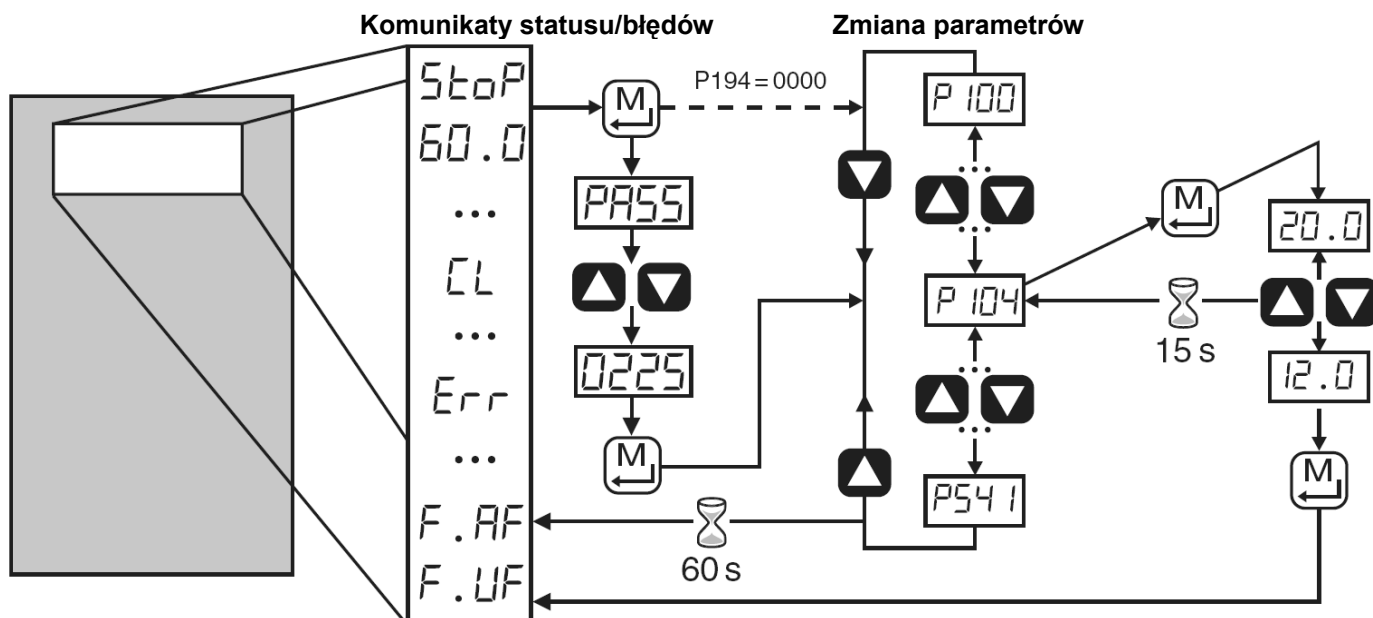 Komunikaty statusu/błędów
Zmiana parametrów
StoP
60.0
...
CL
...
Err
...
F.AF
F.UF
M
P194=0000
PASS
0225
M
60 s
P 100
...
...
P 104
...
...
P541
M
15 s
20.0
12.0
M